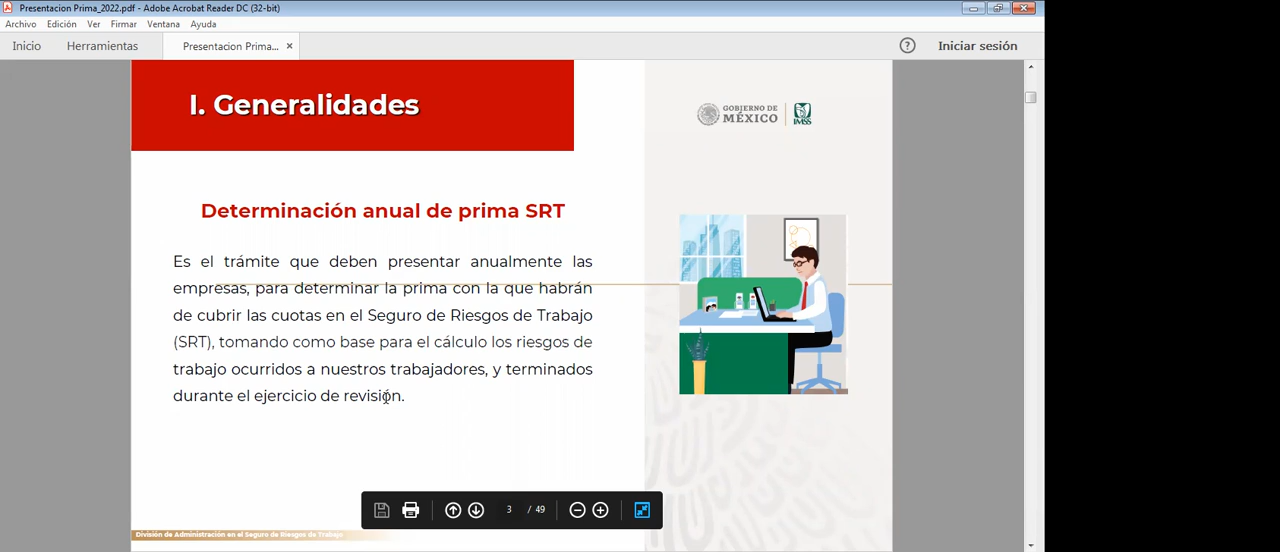 Presentacion Prima_2022.pdf - Adobe Acrobat Reader DC (32-bit)
Archivo Edición Ver Firmar Ventana Ayuda
Inicio Herramientas Presentacion Prima... × ? Iniciar sesión
I. Generalidades
GOBIERNO DE
MÉXICO
IMSS
Determinación anual de prima SRT
Es el trámite que deben presentar anualmente las
empresas, para determinar la prima con la que habrán
de cubrir las cuotas en el Seguro de Riesgos de Trabajo
(SRT), tomando como base para el cálculo los riesgos de
trabajo ocurridos a nuestros trabajadores, y terminados
durante el ejercicio de revisión.
3 / 49
División de Administración en el Seguro de Riesgos de Trabajo